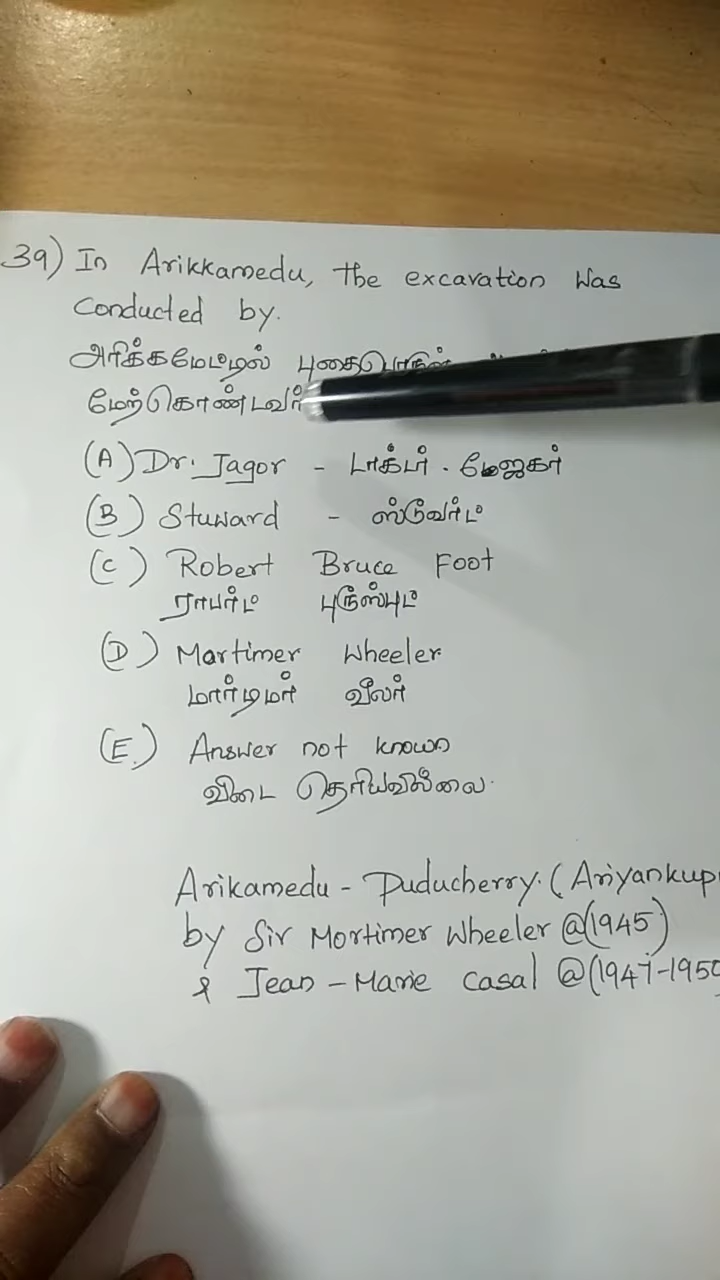 39) In Arikkamedu, the excavation was
conducted by.
அரிக்கமேட்டில்
மேற்கொண்டவர்
(A) Dr. Jagor - டாக்டர். ஜேகர்
(B) Stuward - ஸ்டுவர்ட்
(C) Robert Bruce Foot
ராபர்ட் புரூஸ்புட்
(D) Martimer Wheeler
மார்டிமர் வீலர்
(E.) Answer not known
விடை தெரியவில்லை.
Arikamedu - Puducherry. (Ariyankup
by Sir Mortimer Wheeler @(1945)
& Jean - Marie Casal @(1947-1950